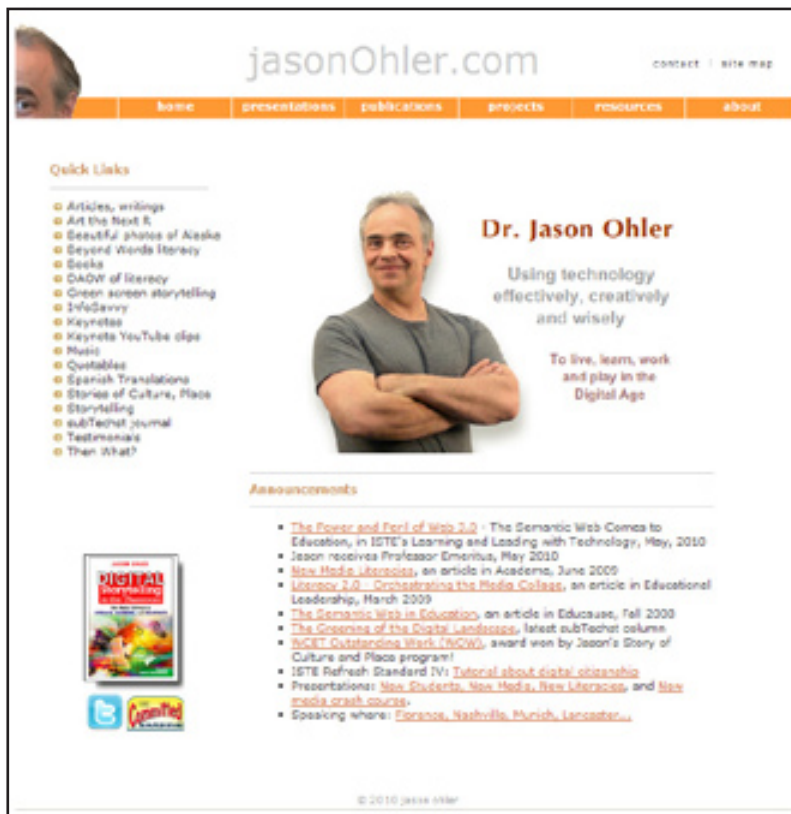 jasonOhler.com
contact | site map
home presentations publications projects resources about
Quick Links
Articles, writings
Art the Next R
Beautiful photos of Alaska
Beyond Words literacy
Books
DAOW of literacy
Green screen storytelling
InfoSavvy
Keynotes
Keynote YouTube clips
Music
Quotables
Spanish Translations
Stories of Culture, Place
Storytelling
subTechst journal
Testimonials
Then What?
Dr. Jason Ohler
Using technology
effectively, creatively
and wisely
To live, learn, work
and play in the
Digital Age
Announcements
The Power and Peril of Web 3.0 - The Semantic Web Comes to
Education, in ISTE's Learning and Leading with Technology, May, 2010
Jason receives Professor Emeritus, May 2010
New Media Literacies, an article in Academe, June 2009
Literacy 2.0 - Orchestrating the Media Collage, an article in Educational
Leadership, March 2009
The Semantic Web in Education, an article in Educause, Fall 2008
The Greening of the Digital Landscape, latest subTechst column
WCET Outstanding Work (WOW), award won by Jason's Story of
Culture and Place program!
ISTE Refresh Standard IV: Tutorial about digital citizenship
Presentations: New Students, New Media, New Literacies, and New
media crash course.
Speaking where: Florence, Nashville, Munich, Lancaster...
DIGITAL
Storytelling
Committed
© 2010 jason ohler